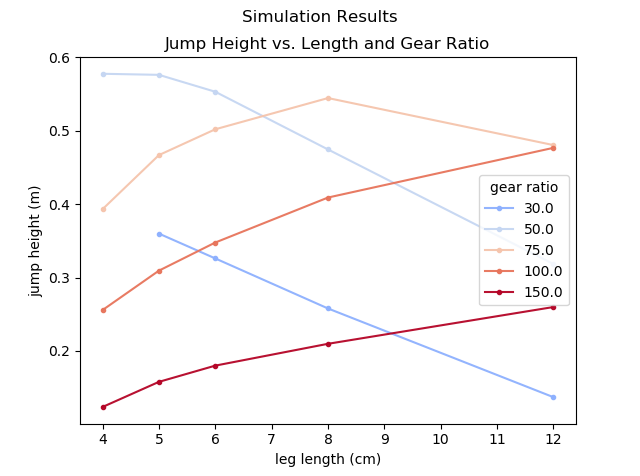 Simulation Results
Jump Height vs. Length and Gear Ratio
0.6
0.5
0.4
0.3
0.2
jump height (m)
gear ratio
30.0
50.0
75.0
100.0
150.0
4 5 6 7 8 9 10 11 12
leg length (cm)